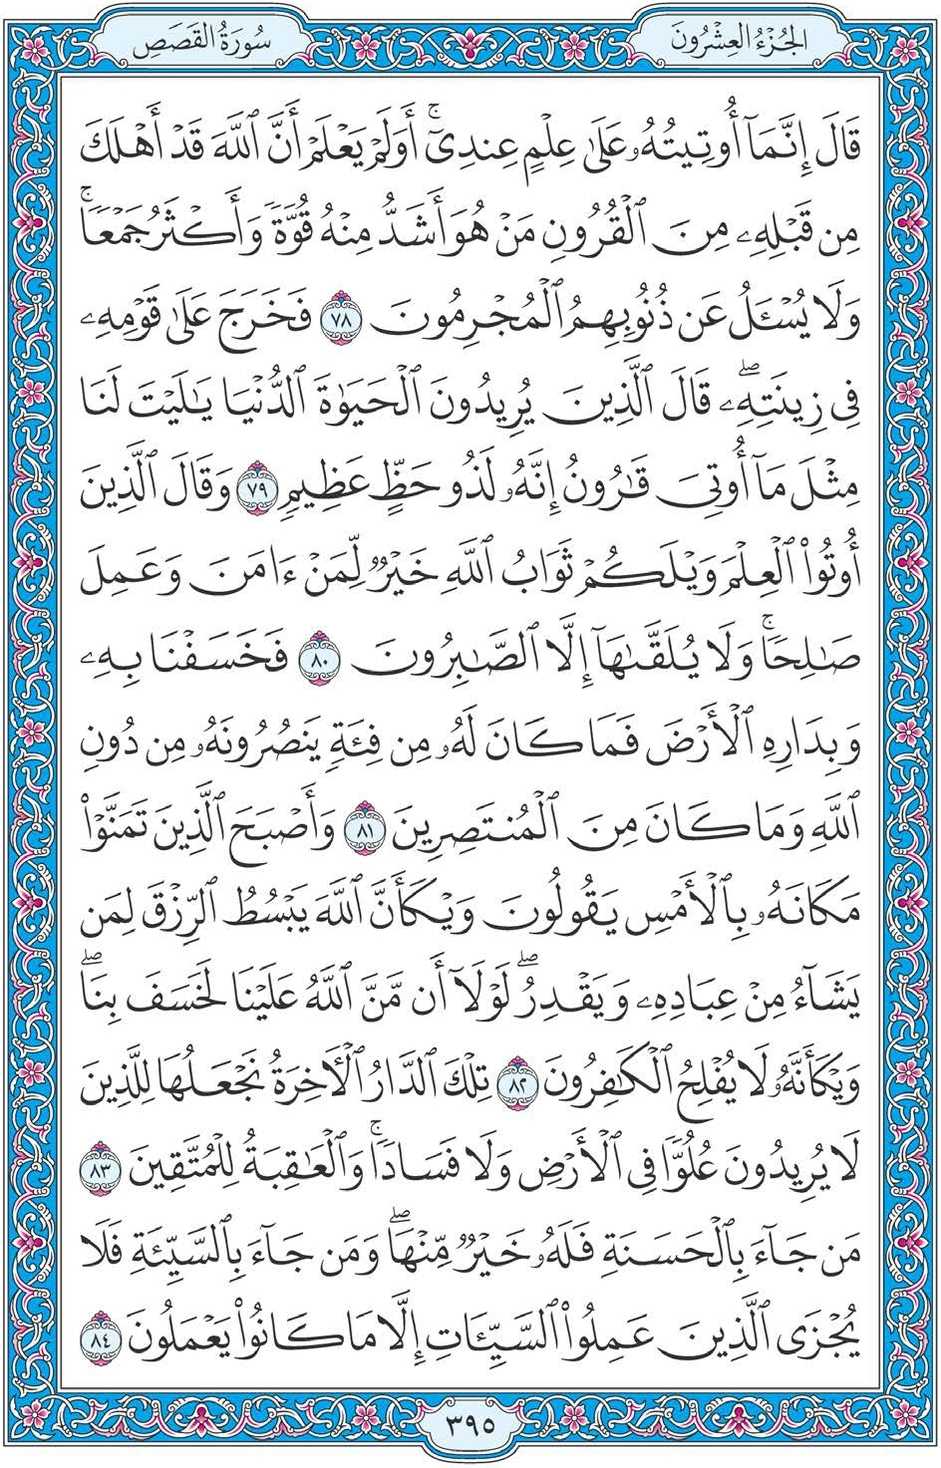 الجُزْءُ العِشْرُونَ
سُورَةُ القَصَصِ
قَالَ إِنَّمَآ أُوتِيتُهُۥ عَلَىٰ عِلْمٍ عِندِىٓۚ أَوَلَمْ يَعْلَمْ أَنَّ ٱللَّهَ قَدْ أَهْلَكَ
مِن قَبْلِهِۦ مِنَ ٱلْقُرُونِ مَنْ هُوَ أَشَدُّ مِنْهُ قُوَّةً وَأَكْثَرُ جَمْعًاۚ
وَلَا يُسْـَٔلُ عَن ذُنُوبِهِمُ ٱلْمُجْرِمُونَ ٧٨ فَخَرَجَ عَلَىٰ قَوْمِهِۦ
فِى زِينَتِهِۦۖ قَالَ ٱلَّذِينَ يُرِيدُونَ ٱلْحَيَوٰةَ ٱلدُّنْيَا يَٰلَيْتَ لَنَا
مِثْلَ مَآ أُوتِىَ قَٰرُونُ إِنَّهُۥ لَذُو حَظٍّ عَظِيمٍ ٧٩ وَقَالَ ٱلَّذِينَ
أُوتُوا۟ ٱلْعِلْمَ وَيْلَكُمْ ثَوَابُ ٱللَّهِ خَيْرٌ لِّمَنْ ءَامَنَ وَعَمِلَ
صَٰلِحًاۚ وَلَا يُلَقَّىٰهَآ إِلَّا ٱلصَّٰبِرُونَ ٨٠ فَخَسَفْنَا بِهِۦ
وَبِدَارِهِ ٱلْأَرْضَ فَمَا كَانَ لَهُۥ مِن فِئَةٍ يَنصُرُونَهُۥ مِن دُونِ
ٱللَّهِ وَمَا كَانَ مِنَ ٱلْمُنتَصِرِينَ ٨١ وَأَصْبَحَ ٱلَّذِينَ تَمَنَّوْا۟
مَكَانَهُۥ بِٱلْأَمْسِ يَقُولُونَ وَيْكَأَنَّ ٱللَّهَ يَبْسُطُ ٱلرِّزْقَ لِمَن
يَشَآءُ مِنْ عِبَادِهِۦ وَيَقْدِرُۖ لَوْلَآ أَن مَّنَّ ٱللَّهُ عَلَيْنَا لَخَسَفَ بِنَاۖ
وَيْكَأَنَّهُۥ لَا يُفْلِحُ ٱلْكَٰفِرُونَ ٨٢ تِلْكَ ٱلدَّارُ ٱلْءَاخِرَةُ نَجْعَلُهَا لِلَّذِينَ
لَا يُرِيدُونَ عُلُوًّا فِى ٱلْأَرْضِ وَلَا فَسَادًاۚ وَٱلْعَٰقِبَةُ لِلْمُتَّقِينَ ٨٣
مَن جَآءَ بِٱلْحَسَنَةِ فَلَهُۥ خَيْرٌ مِّنْهَاۖ وَمَن جَآءَ بِٱلسَّيِّئَةِ فَلَا
يُجْزَى ٱلَّذِينَ عَمِلُوا۟ ٱلسَّيِّـَٔاتِ إِلَّا مَا كَانُوا۟ يَعْمَلُونَ ٨٤
٣٩٥